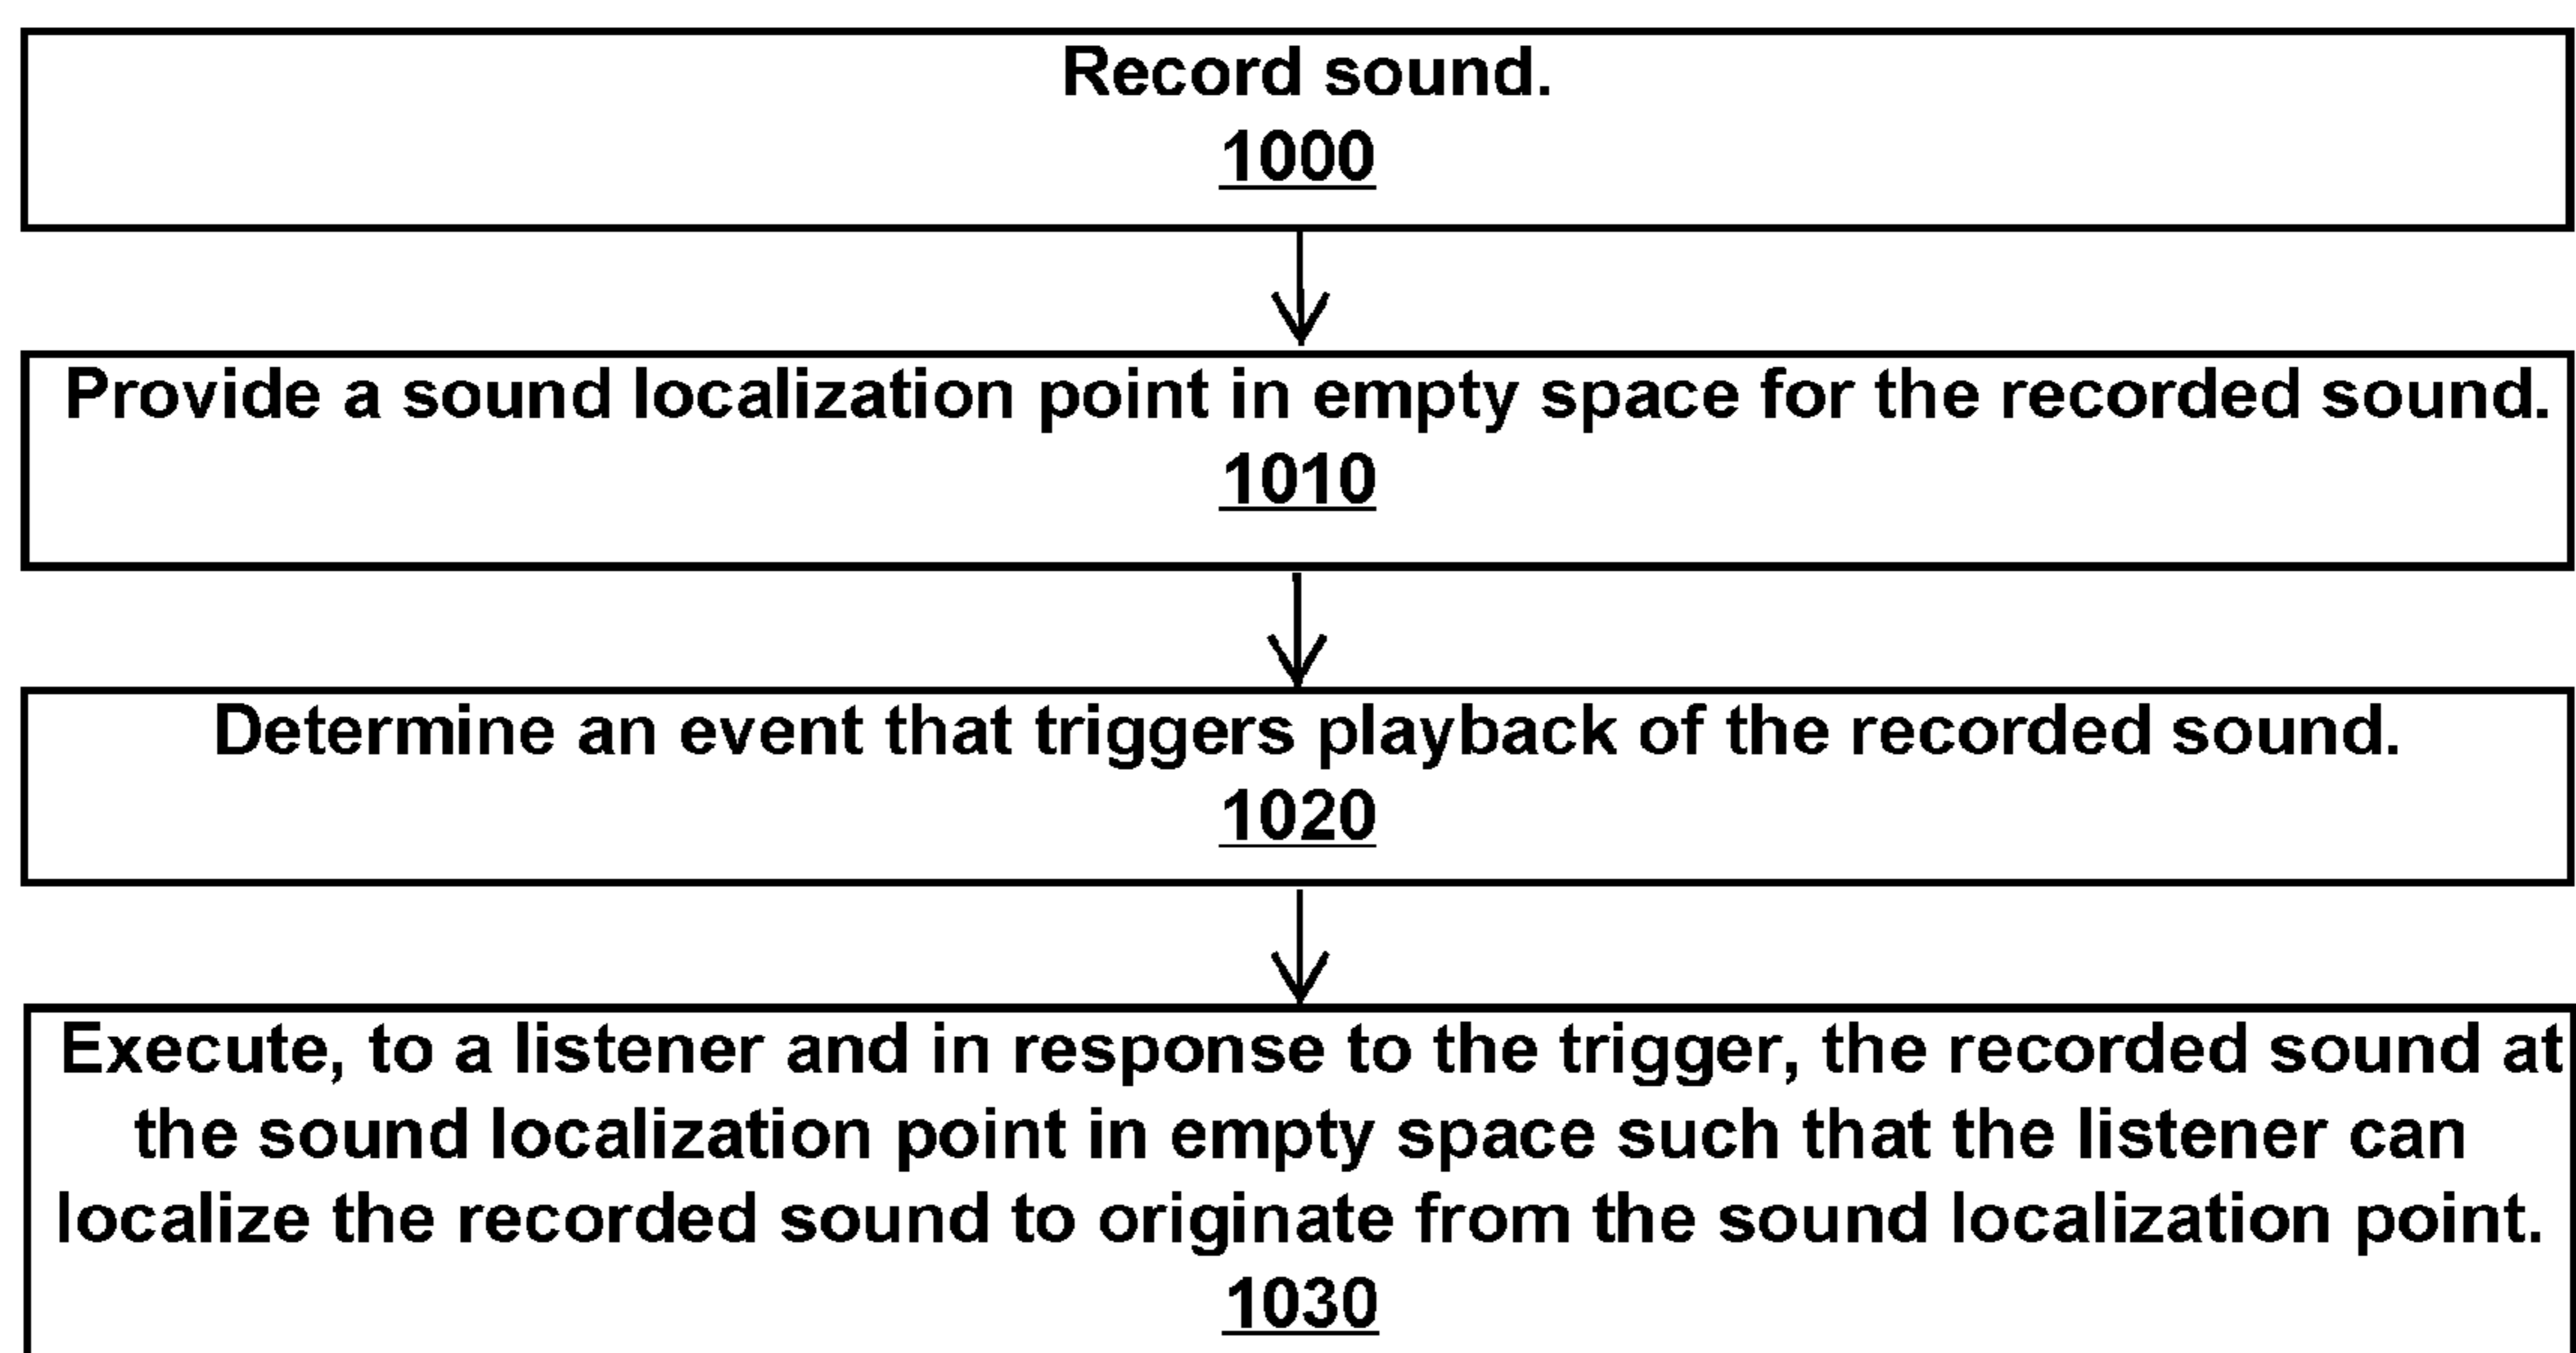 Record sound.
1000
Provide a sound localization point in empty space for the recorded sound.
1010
Determine an event that triggers playback of the recorded sound.
1020
Execute, to a listener and in response to the trigger, the recorded sound at
the sound localization point in empty space such that the listener can
localize the recorded sound to originate from the sound localization point.
1030